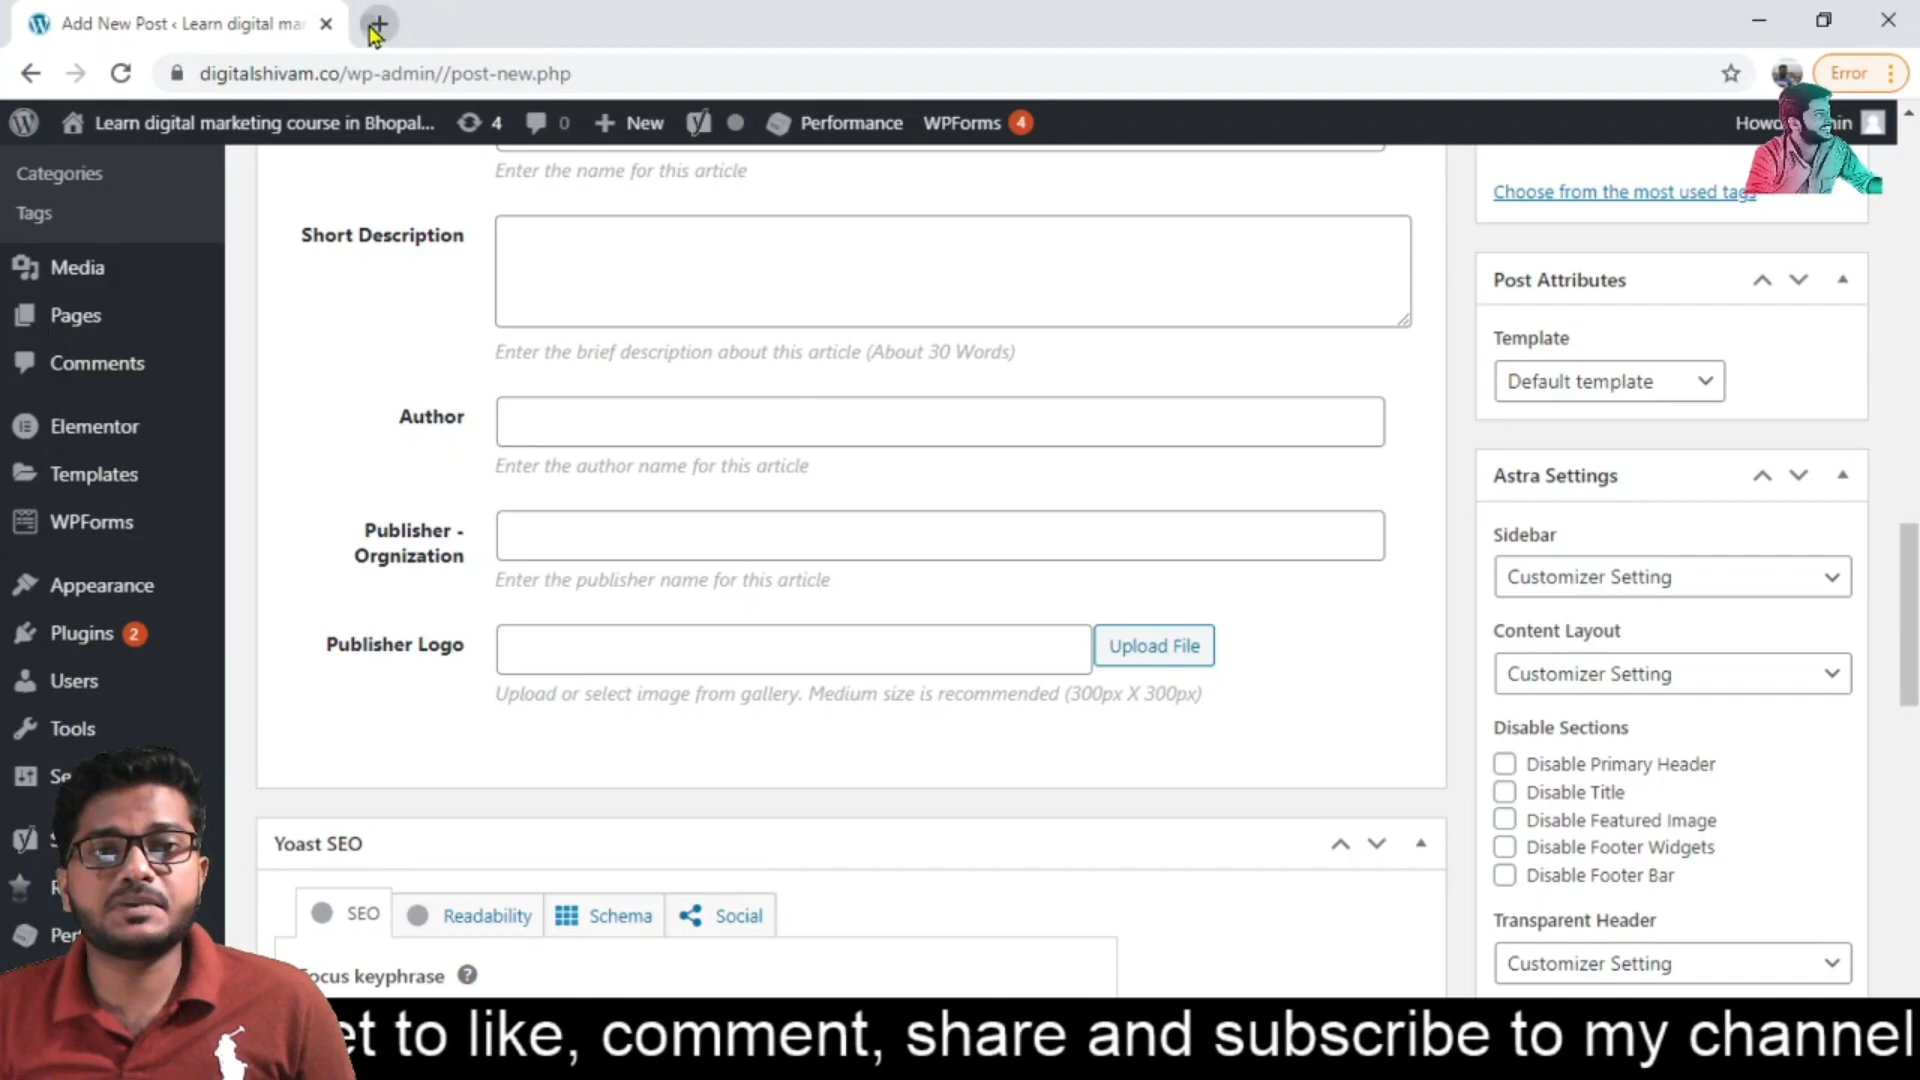 Add New Post ‹ Learn digital mar
digitalshivam.co/wp-admin//post-new.php
Error
Learn digital marketing course in Bhopal...
4
0
New
Performance
WPForms 4
Categories
Tags
Media
Pages
Comments
Elementor
Templates
WPForms
Appearance
Plugins 2
Users
Tools
Enter the name for this article
Short Description
Enter the brief description about this article (About 30 Words)
Author
Enter the author name for this article
Publisher -
Orgnization
Enter the publisher name for this article
Publisher Logo
Upload File
Upload or select image from gallery. Medium size is recommended (300px X 300px)
Yoast SEO
SEO
Readability
Schema
Social
ocus keyphrase
Choose from the most used tags
Post Attributes
Template
Default template
Astra Settings
Sidebar
Customizer Setting
Content Layout
Customizer Setting
Disable Sections
Disable Primary Header
Disable Title
Disable Featured Image
Disable Footer Widgets
Disable Footer Bar
Transparent Header
Customizer Setting
et to like, comment, share and subscribe to my channel